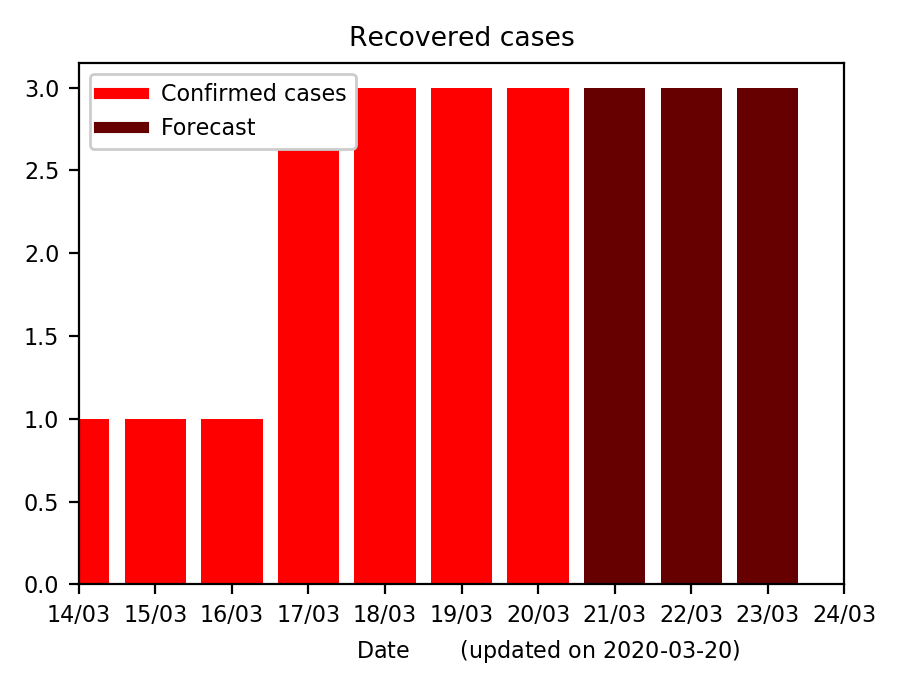 Recovered cases
3.0
Confirmed cases
Forecast
2.5
2.0
1.5
1.0
0.5
0.0
14/03 15/03 16/03 17/03 18/03 19/03 20/03 21/03 22/03 23/03 24/03
Date (updated on 2020-03-20)